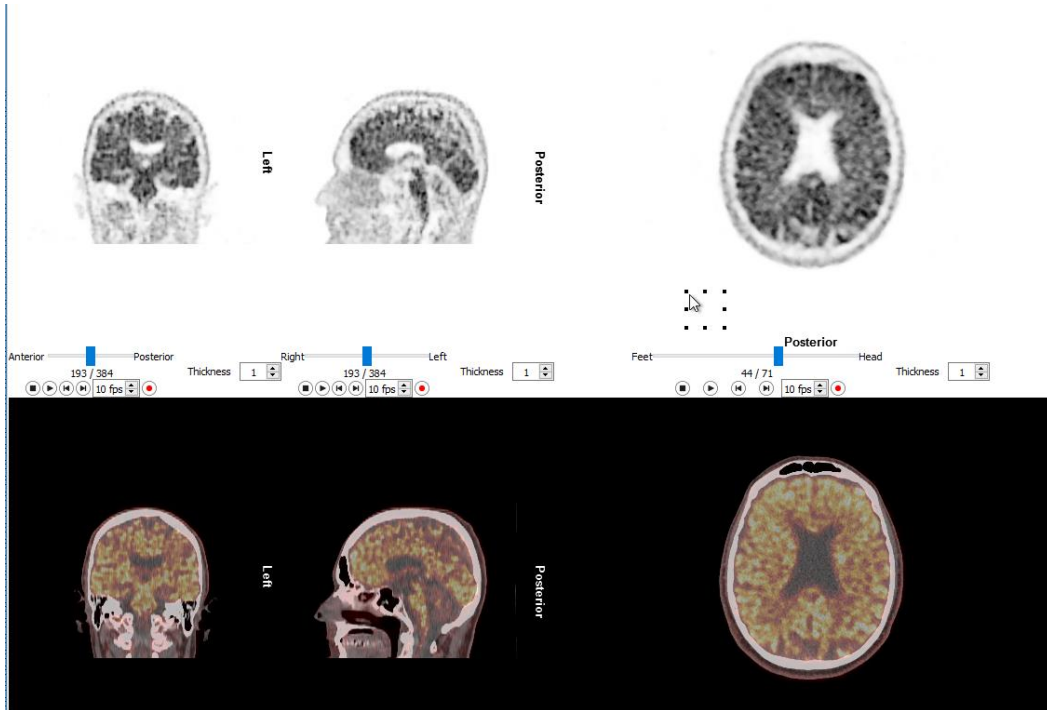 Left
Posterior
Posterior
Anterior Posterior
193 / 384
Thickness 1
10 fps
Right Left
193 / 384
Thickness 1
10 fps
Feet Head
44 / 71
Thickness 1
10 fps
Left
Posterior